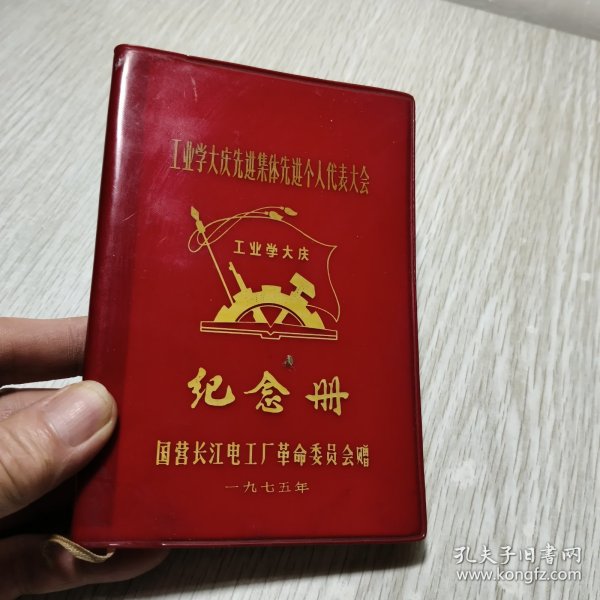 工业学大庆先进集体先进个人代表大会
工业学大庆
纪念册
国营长江电工厂革命委员会赠
一九七五年
孔夫子旧书网
www.kongfz.com